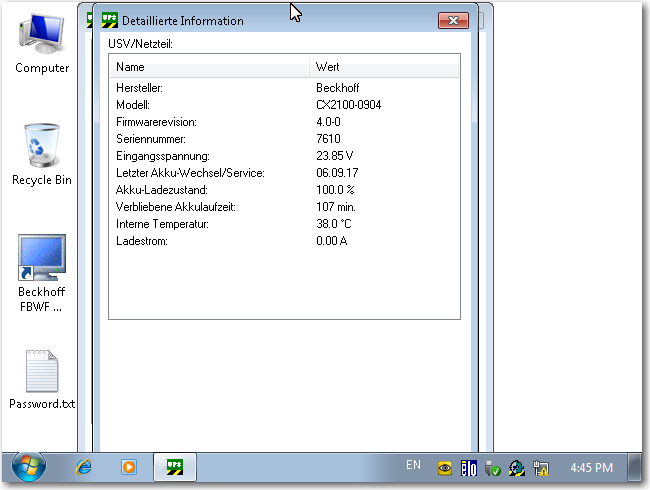 Computer
Recycle Bin
Beckhoff
FBWF ...
Password.txt
UPS Detaillierte Information
USV/Netzteil:
Name Wert
Hersteller: Beckhoff
Modell: CX2100-0904
Firmwarerevision: 4.0-0
Seriennummer: 7610
Eingangsspannung: 23.85 V
Letzter Akku-Wechsel/Service: 06.09.17
Akku-Ladezustand: 100.0 %
Verbliebene Akkulaufzeit: 107 min.
Interne Temperatur: 38.0 °C
Ladestrom: 0.00 A
UPS EN 4:45 PM